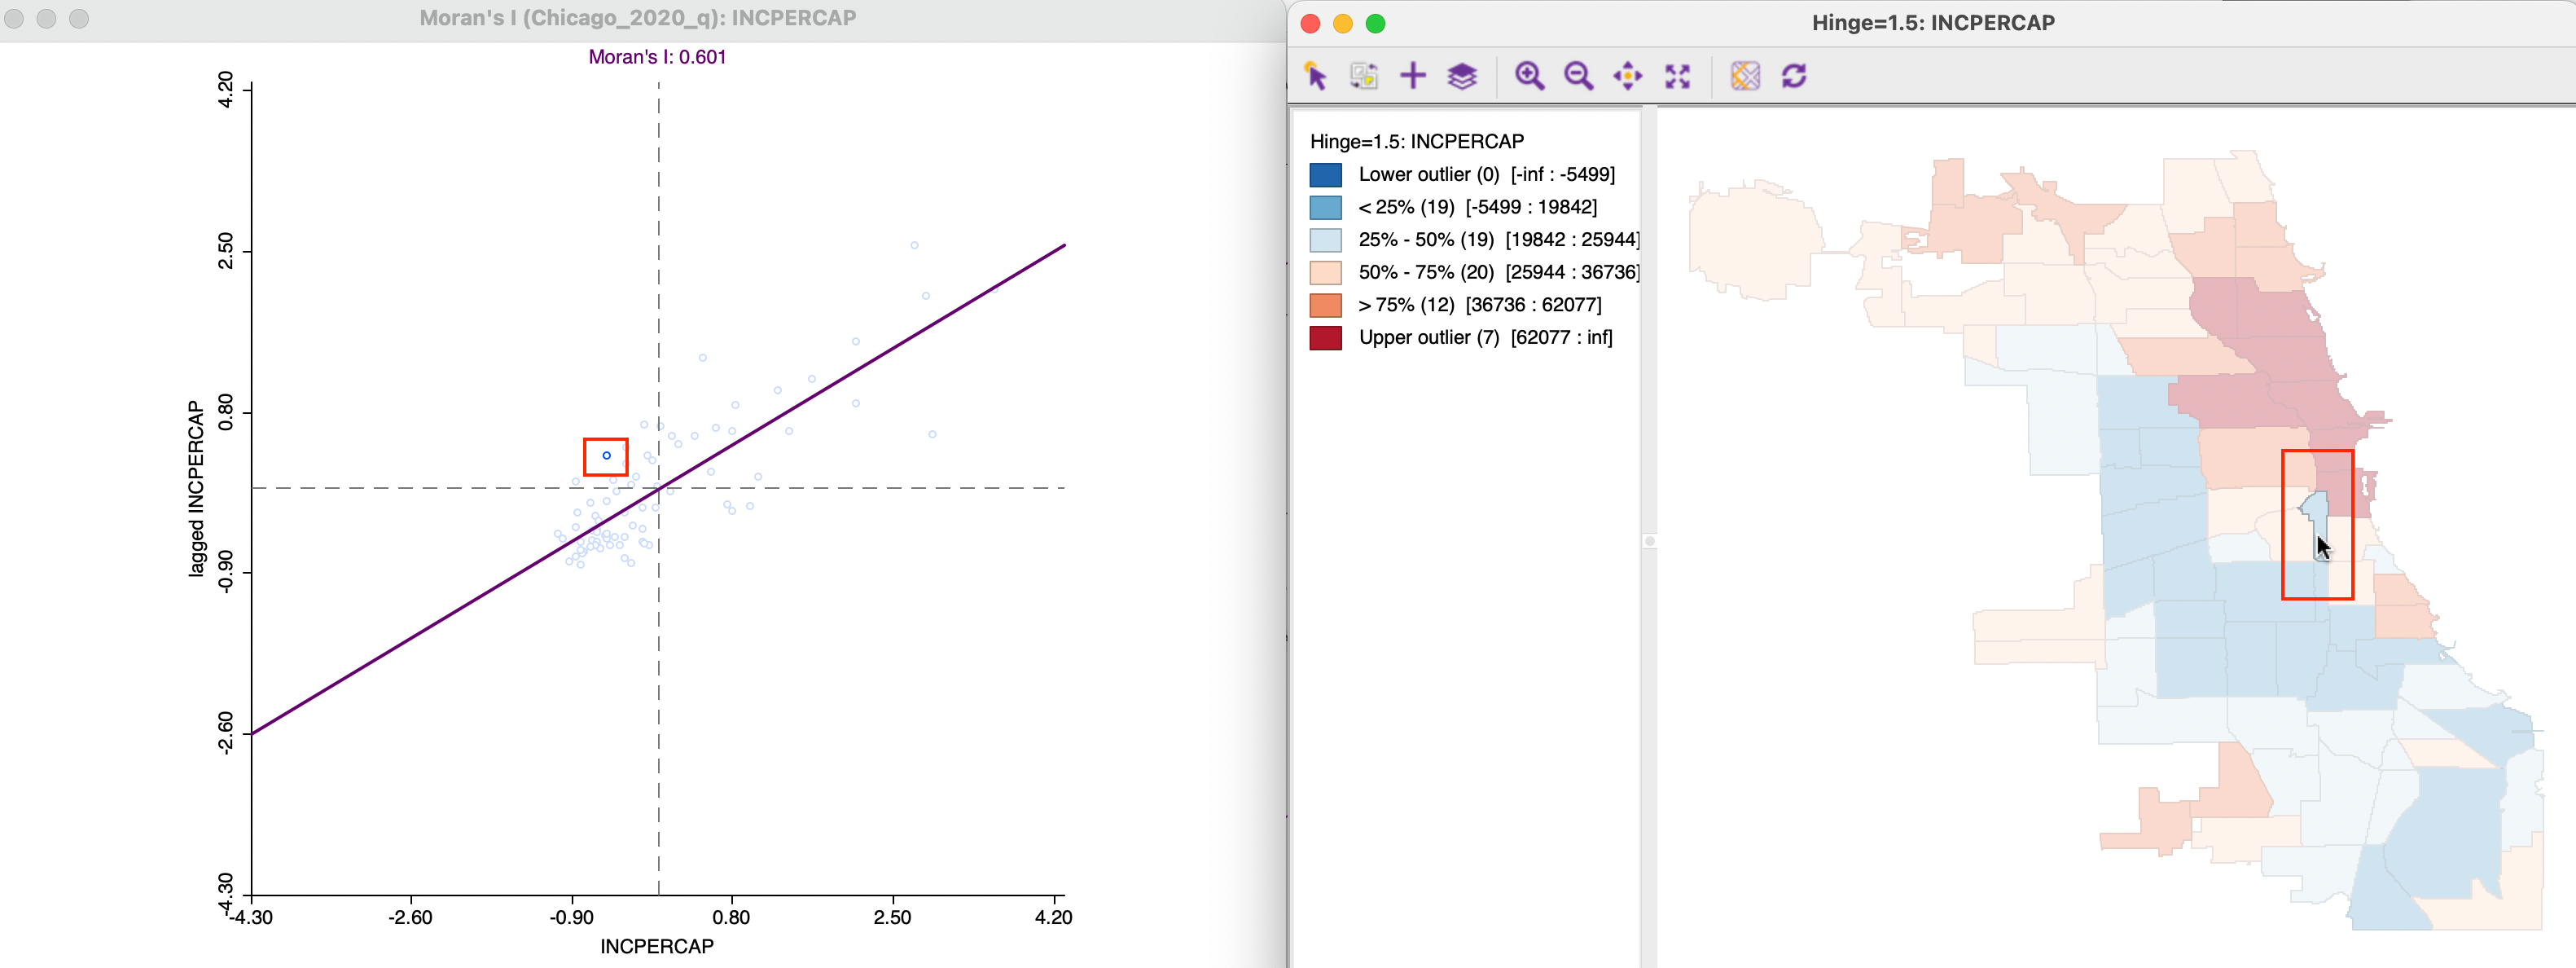 Moran's I (Chicago_2020_q): INCPERCAP
Moran's I: 0.601
4.20
2.50
0.80
-0.90
-2.60
-4.30
lagged INCPERCAP
-4.30 -2.60 -0.90 0.80 2.50 4.20
INCPERCAP
Hinge=1.5: INCPERCAP
Hinge=1.5: INCPERCAP
Lower outlier (0) [-inf : -5499]
< 25% (19) [-5499 : 19842]
25% - 50% (19) [19842 : 25944]
50% - 75% (20) [25944 : 36736]
> 75% (12) [36736 : 62077]
Upper outlier (7) [62077 : inf]